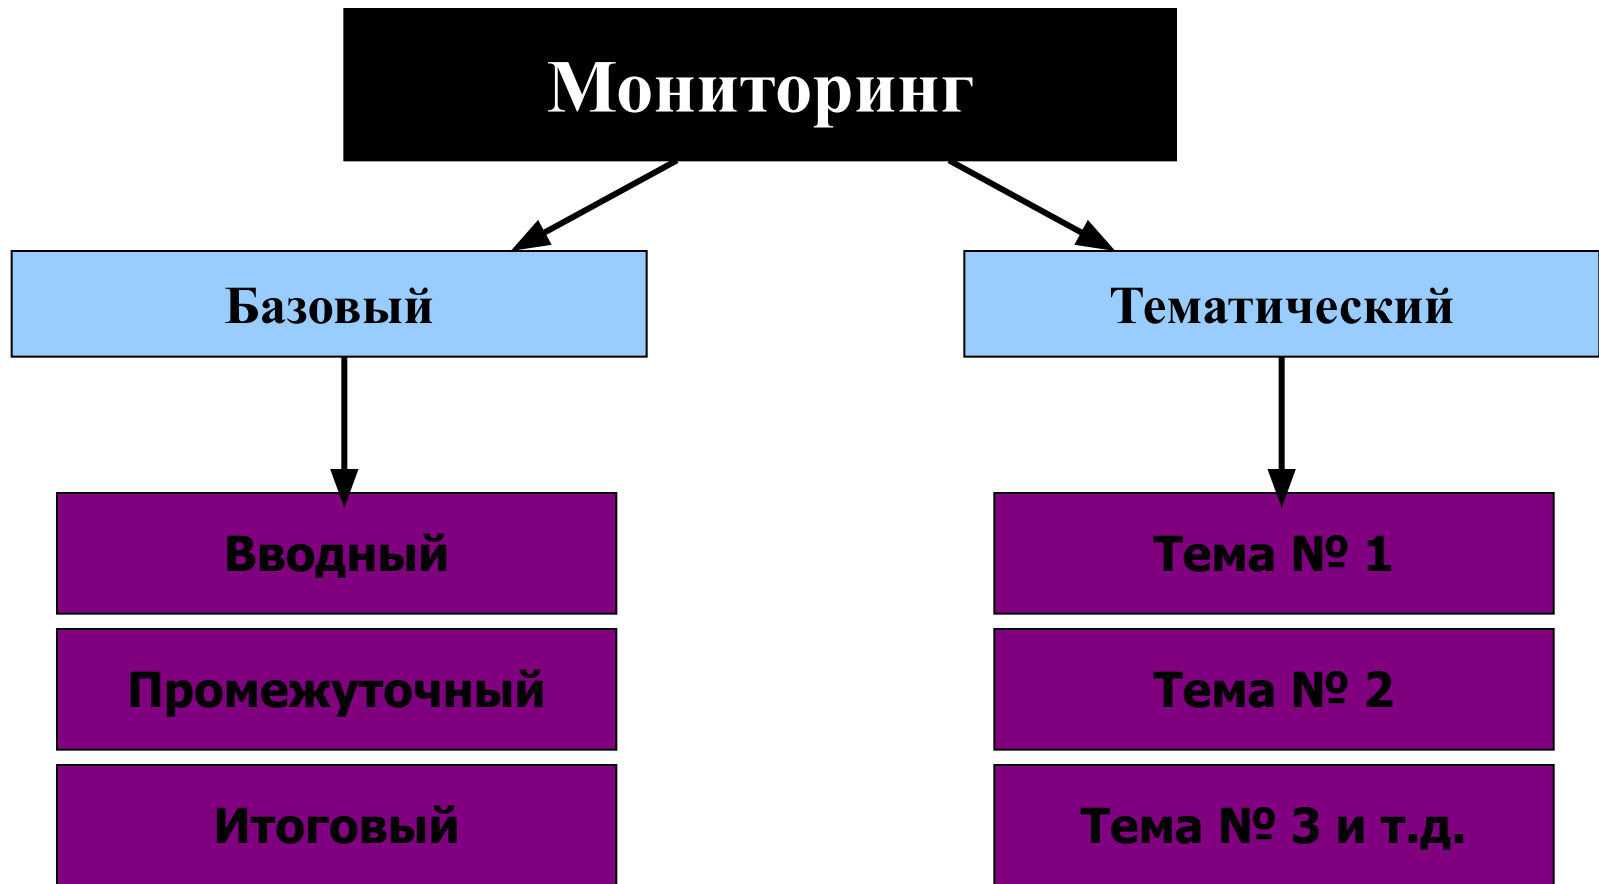 Мониторинг
Базовый
Тематический
Вводный
Тема № 1
Промежуточный
Тема № 2
Итоговый
Тема № 3 и т.д.